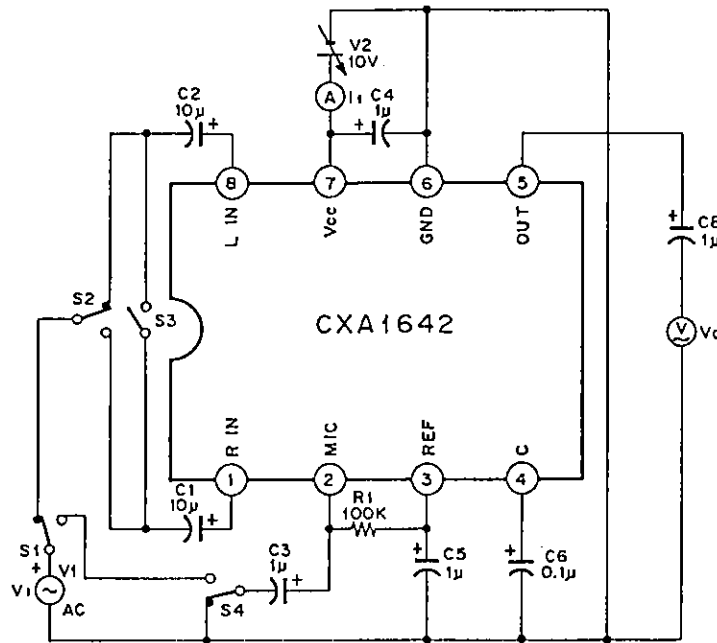 V2
10V
A
I1
C2
10μ
+
+
C4
1μ
8
7
6
5
L IN
Vcc
GND
OUT
+
C8
1μ
S2
S3
CXA1642
V
R IN
MIC
REF
C
1
2
3
4
C1
10μ
+
R1
100K
S1
+
V1
V1
AC
C3
1μ
+
S4
+
C5
1μ
+
C6
0.1μ